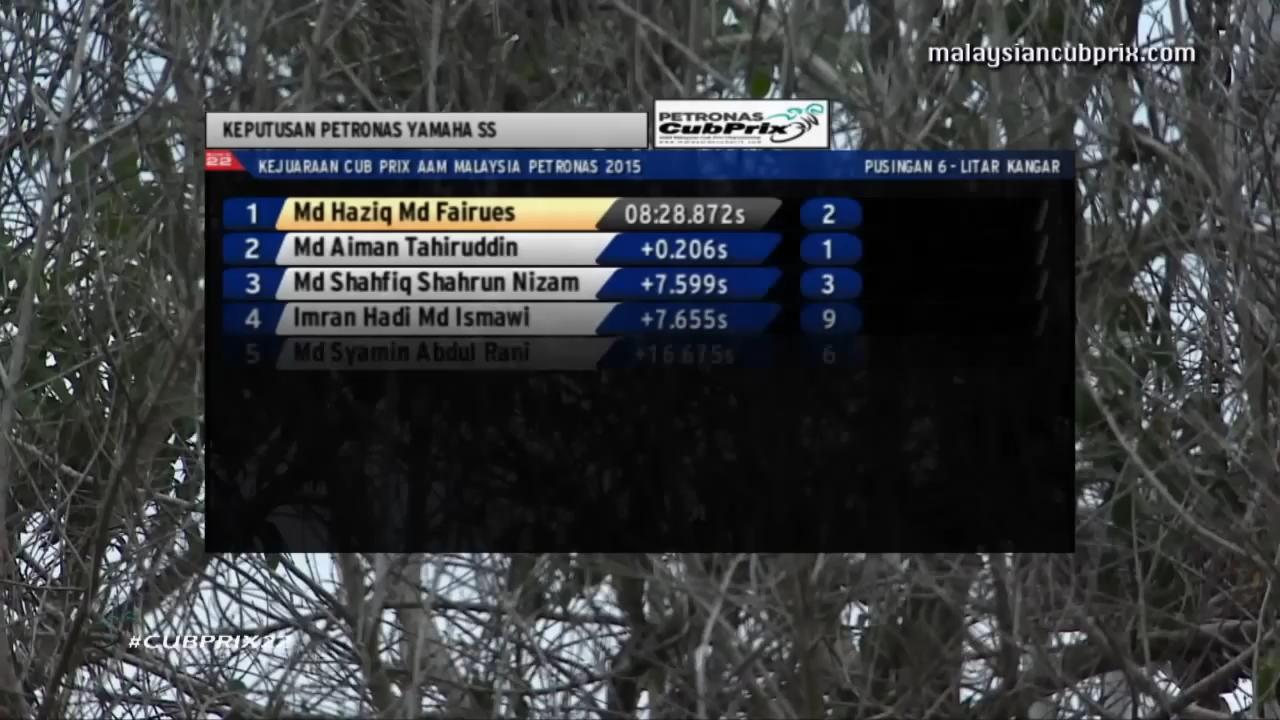 malaysiancubprix.com
KEPUTUSAN PETRONAS YAMAHA SS
PETRONAS
CubPrix
22 KEJUARAAN CUB PRIX AAM MALAYSIA PETRONAS 2015 PUSINGAN 6 - LITAR KANGAR
1 Md Haziq Md Fairues 08:28.872s 2
2 Md Aiman Tahiruddin +0.206s 1
3 Md Shahfiq Shahrun Nizam +7.599s 3
4 Imran Hadi Md Ismawi +7.655s 9
5 Md Syamin Abdul Rani +16.675s 6